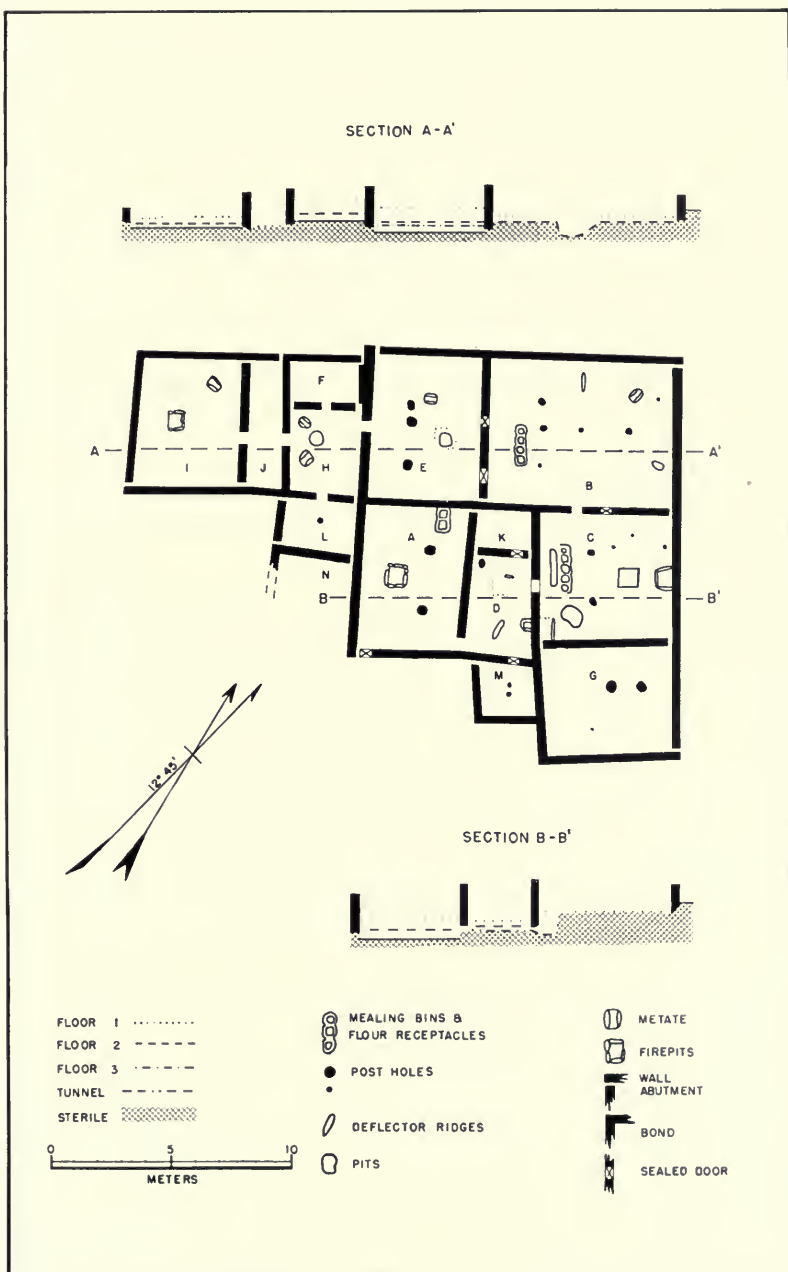 SECTION A-A'
F
A
I
J
H
E
B
A'
L
A
K
C
N
B
D
B'
M
G
12° 45'
SECTION B-B'
FLOOR 1
FLOOR 2
FLOOR 3
TUNNEL
STERILE
0 5 10
METERS
MEALING BINS &
FLOUR RECEPTACLES
POST HOLES
DEFLECTOR RIDGES
PITS
METATE
FIREPITS
WALL
ABUTMENT
BOND
SEALED DOOR